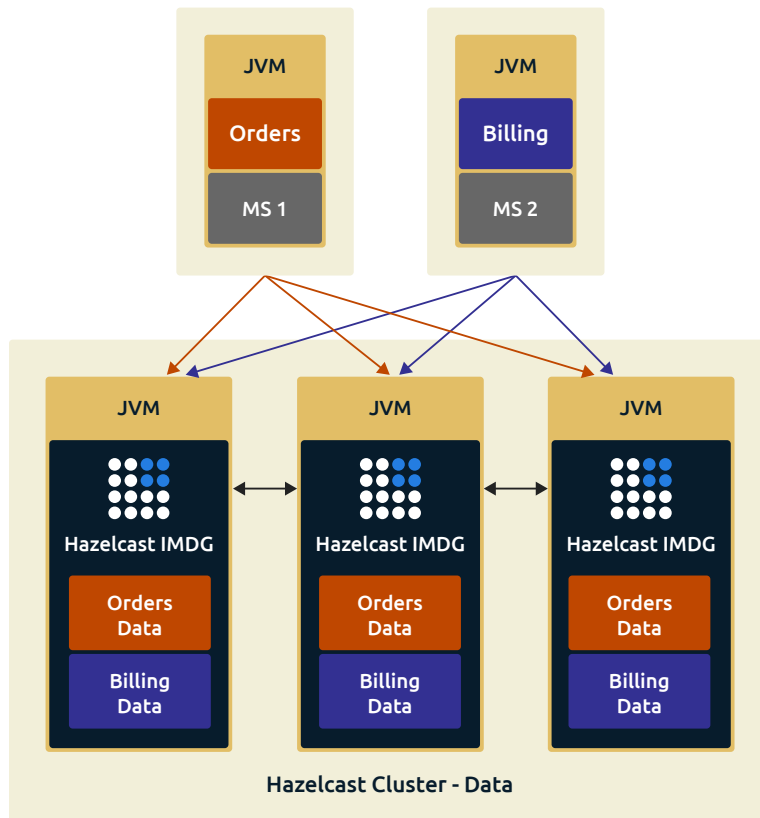 JVM
JVM
Orders
Billing
MS 1
MS 2
JVM
JVM
JVM
Hazelcast IMDG
Hazelcast IMDG
Hazelcast IMDG
Orders
Data
Orders
Data
Orders
Data
Billing
Data
Billing
Data
Billing
Data
Hazelcast Cluster - Data